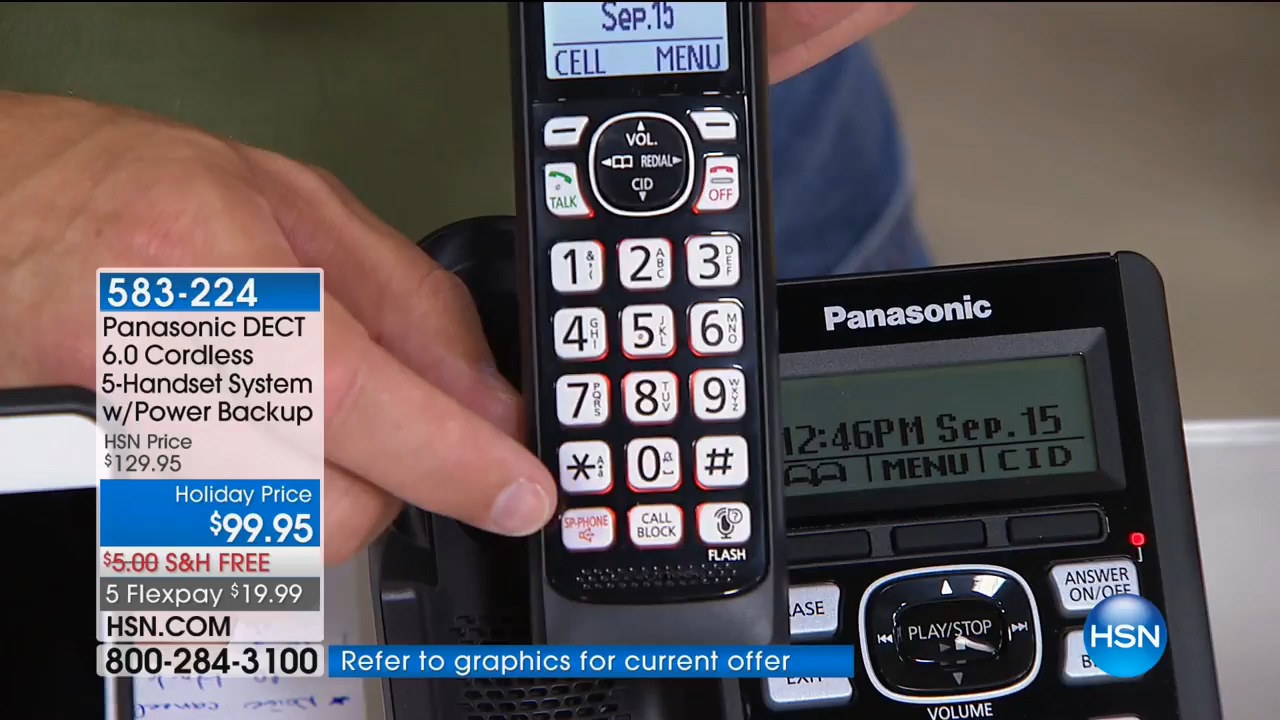 Sep.15
CELL MENU
VOL.
REDIAL
CID
TALK
OFF
1 &'(
2 ABC
3 DEF
4 GHI
5 JKL
6 MNO
7 PQRS
8 TUV
9 WXYZ
* 
0
#
SP-PHONE
CALL
BLOCK
FLASH
Panasonic
12:46PM Sep.15
MENU CID
ANSWER
ON/OFF
PLAY/STOP
VOLUME
583-224
Panasonic DECT
6.0 Cordless
5-Handset System
w/Power Backup
HSN Price
$129.95
Holiday Price
$99.95
$5.00 S&H FREE
5 Flexpay $19.99
HSN.COM
800-284-3100
Refer to graphics for current offer
HSN